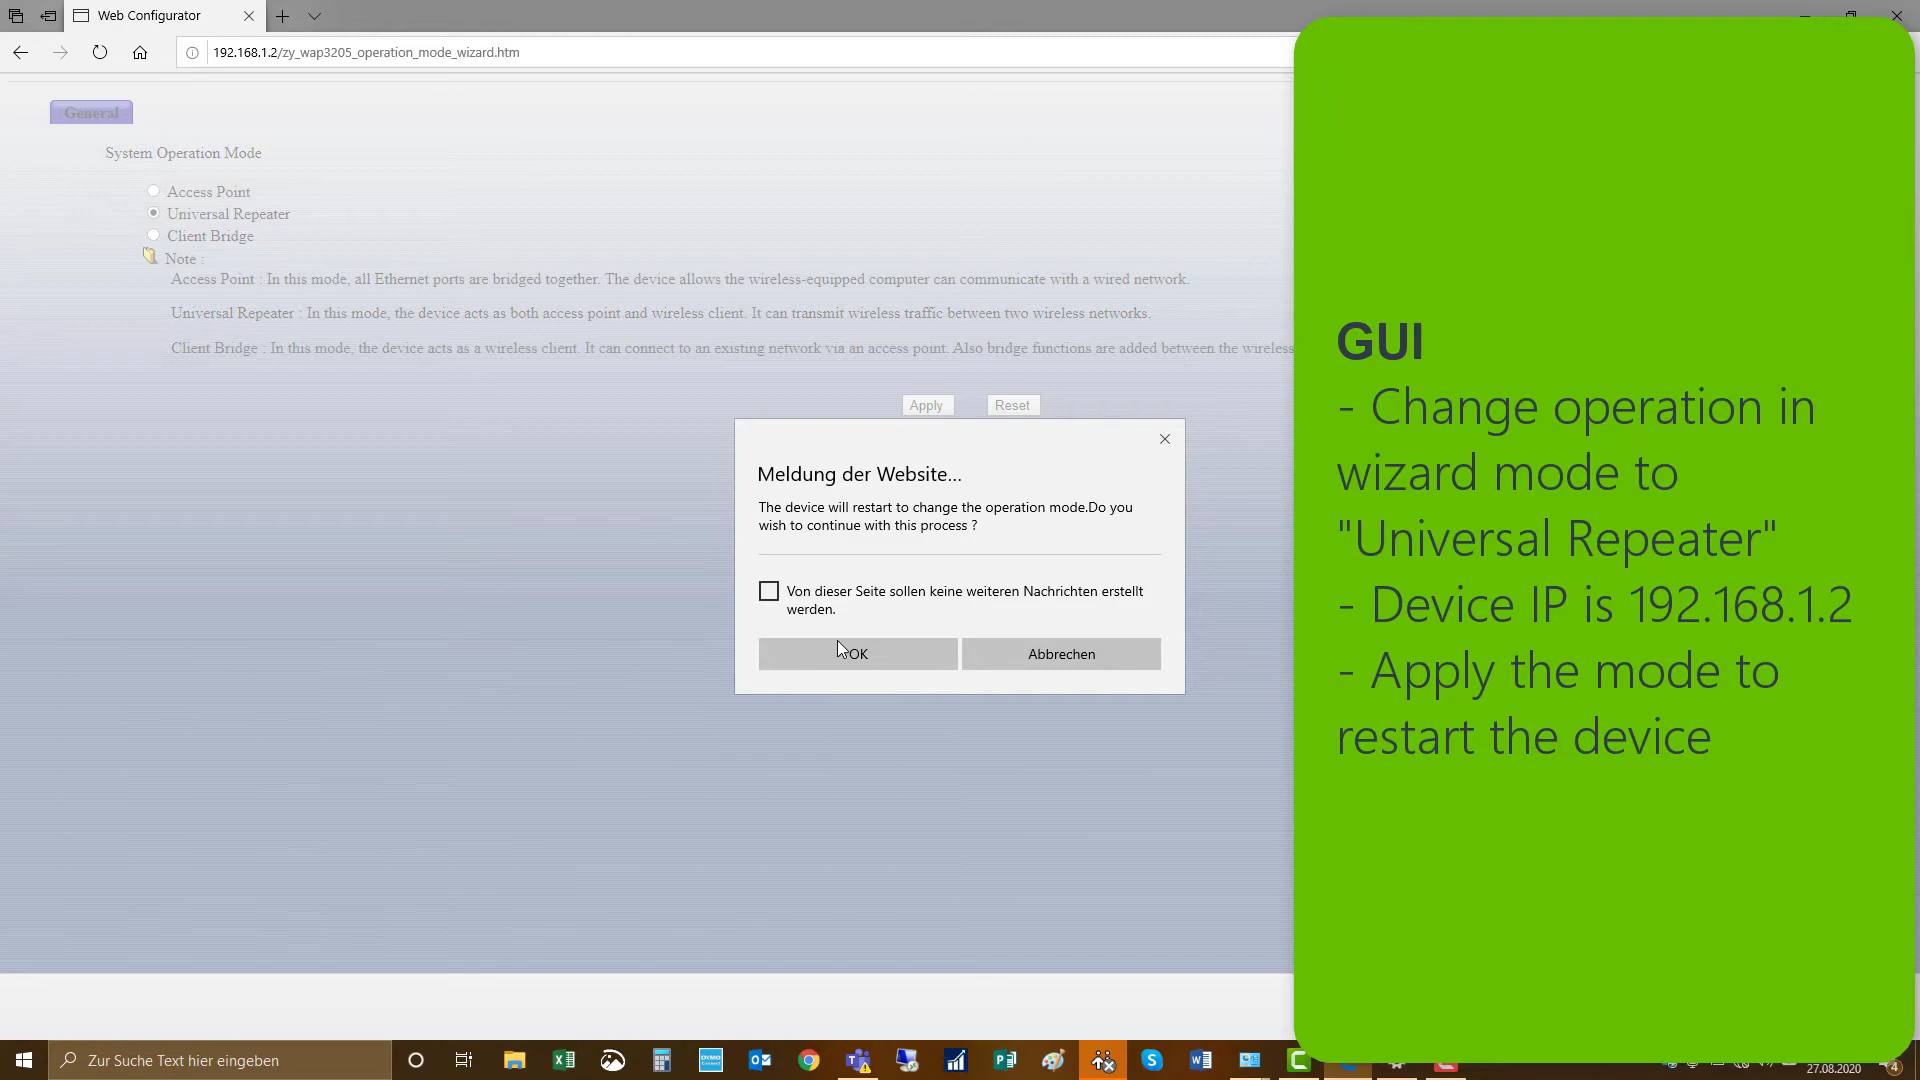 Web Configurator
192.168.1.2/zy_wap3205_operation_mode_wizard.htm
General
System Operation Mode
Access Point
Universal Repeater
Client Bridge
Note :
Access Point : In this mode, all Ethernet ports are bridged together. The device allows the wireless-equipped computer can communicate with a wired network.
Universal Repeater : In this mode, the device acts as both access point and wireless client. It can transmit wireless traffic between two wireless networks.
Client Bridge : In this mode, the device acts as a wireless client. It can connect to an existing network via an access point. Also bridge functions are added between the wireless
Apply Reset
Meldung der Website...
The device will restart to change the operation mode.Do you
wish to continue with this process ?
Von dieser Seite sollen keine weiteren Nachrichten erstellt
werden.
OK Abbrechen
GUI
- Change operation in
wizard mode to
"Universal Repeater"
- Device IP is 192.168.1.2
- Apply the mode to
restart the device
Zur Suche Text hier eingeben
DYMO
27.08.2020
4